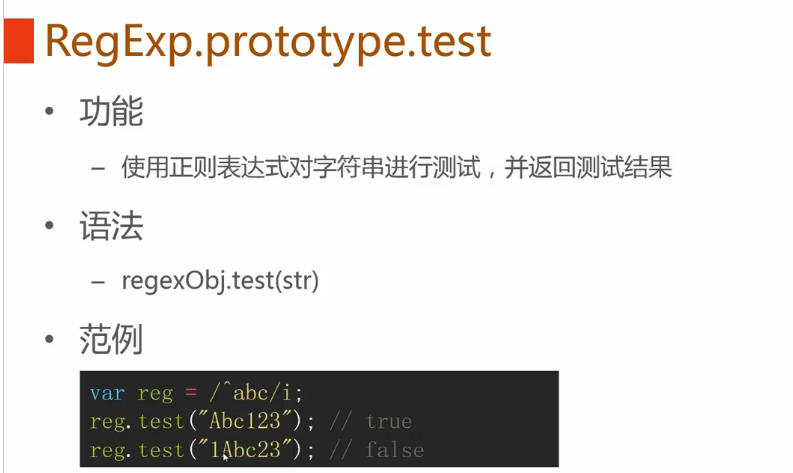 RegExp.prototype.test
• 功能
– 使用正则表达式对字符串进行测试，并返回测试结果
• 语法
– regexObj.test(str)
• 范例
var reg = /^abc/i;
reg.test("Abc123"); // true
reg.test("1Abc23"); // false